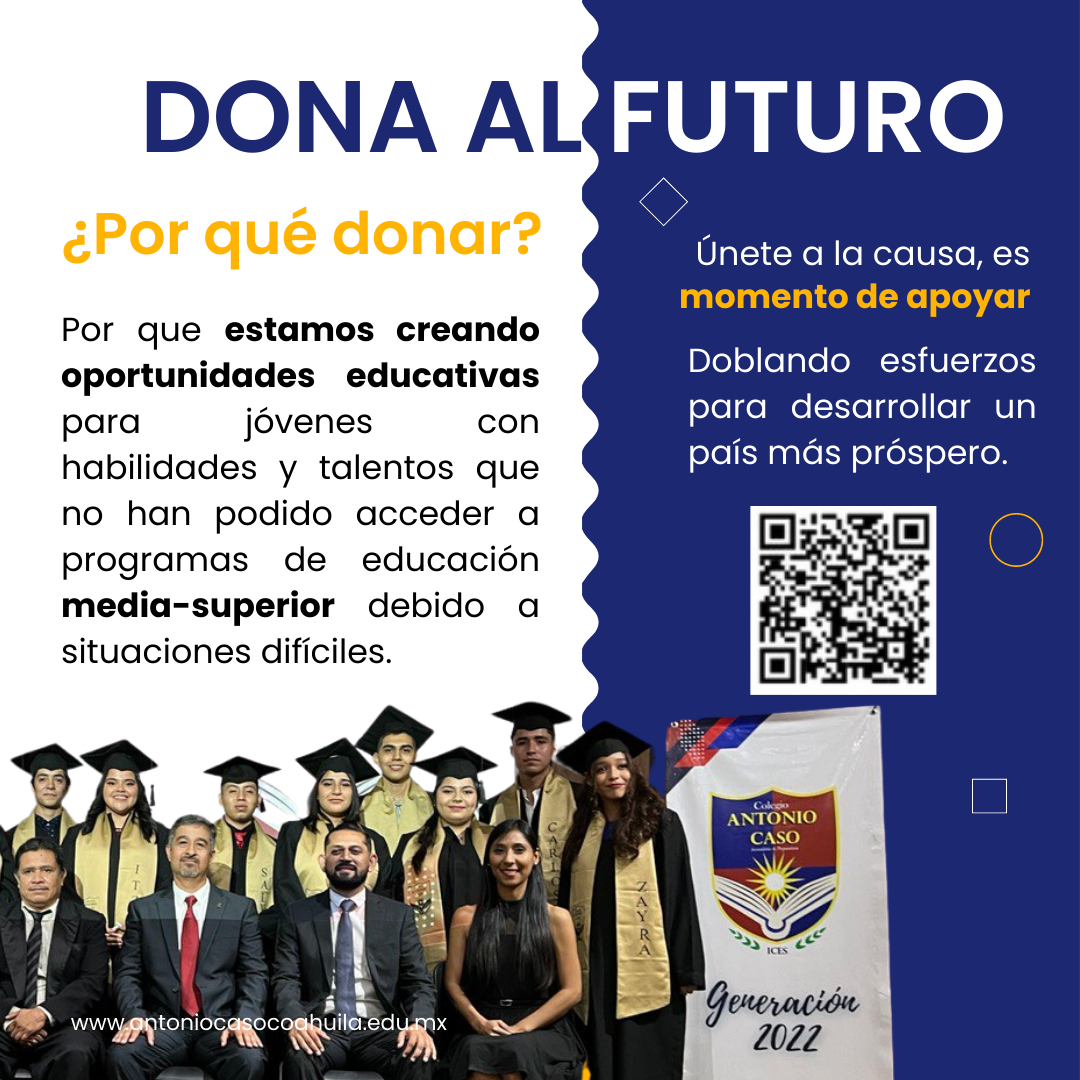 DONA AL FUTURO
¿Por qué donar?
Por que estamos creando
oportunidades educativas
para jóvenes con
habilidades y talentos que
no han podido acceder a
programas de educación
media-superior debido a
situaciones difíciles.
Únete a la causa, es
momento de apoyar
Doblando esfuerzos
para desarrollar un
país más próspero.
Colegio
ANTONIO
CASO
ICES
Generación
2022
CARLOS
ZAYRA
www.antoniocasocoahuila.edu.mx